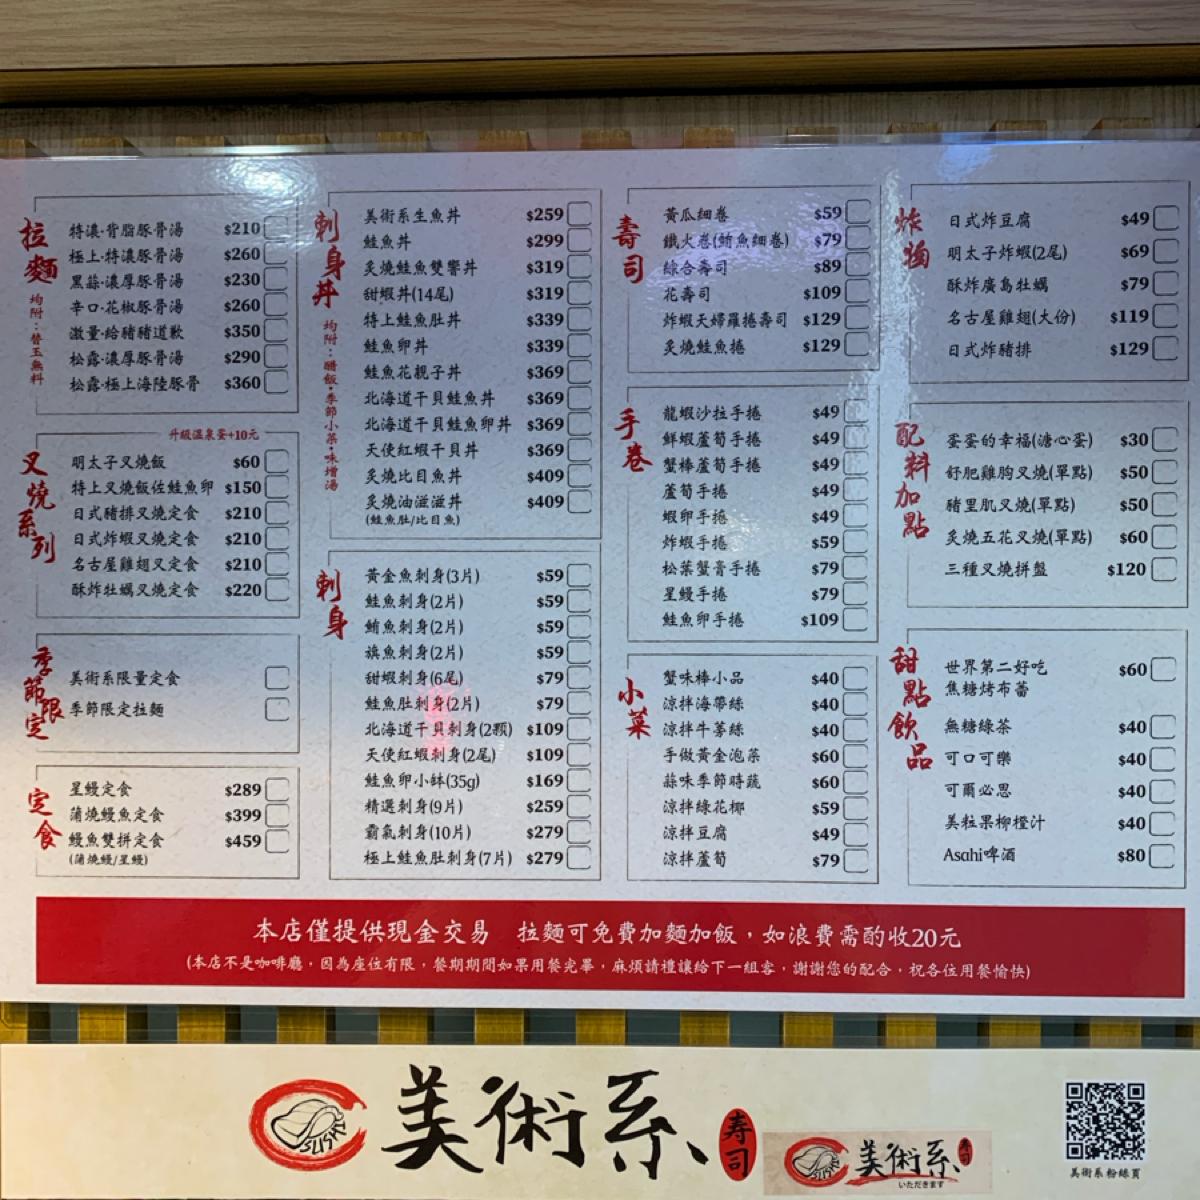 拉麵
均附：替玉無料
特濃·背脂豚骨湯 $210
極上·特濃豚骨湯 $260
黑蒜·濃厚豚骨湯 $230
辛口·花椒豚骨湯 $260
激量·給豬豬道歉 $350
松露·濃厚豚骨湯 $290
松露·極上海陸豚骨 $360
叉燒系列
升級溫泉蛋+10元
明太子叉燒飯 $60
特上叉燒飯佐鮭魚卵 $150
日式豬排叉燒定食 $210
日式炸蝦叉燒定食 $210
名古屋雞翅叉定食 $210
酥炸牡蠣叉燒定食 $220
季節限定
美術系限量定食
季節限定拉麵
定食
星鰻定食 $289
蒲燒鰻魚定食 $399
鰻魚雙拼定食 $459
(蒲燒鰻/星鰻)
刺身丼
均附：醋飯·季節小菜·味增湯
美術系生魚丼 $259
鮭魚丼 $299
炙燒鮭魚雙響丼 $319
甜蝦丼(14尾) $319
特上鮭魚肚丼 $339
鮭魚卵丼 $339
鮭魚花親子丼 $369
北海道干貝鮭魚丼 $369
北海道干貝鮭魚卵丼 $369
天使紅蝦干貝丼 $369
炙燒比目魚丼 $409
炙燒油滋滋丼 $409
(鮭魚肚/比目魚)
刺身
黃金魚刺身(3片) $59
鮭魚刺身(2片) $59
鮪魚刺身(2片) $59
旗魚刺身(2片) $59
甜蝦刺身(6尾) $79
鮭魚肚刺身(2片) $79
北海道干貝刺身(2顆) $109
天使紅蝦刺身(2尾) $109
鮭魚卵小缽(35g) $169
精選刺身(9片) $259
霸氣刺身(10片) $279
極上鮭魚肚刺身(7片) $279
壽司
黃瓜細卷 $59
鐵火卷(鮪魚細卷) $79
綜合壽司 $89
花壽司 $109
炸蝦天婦羅捲壽司 $129
炙燒鮭魚捲 $129
手卷
龍蝦沙拉手捲 $49
鮮蝦蘆筍手捲 $49
蟹棒蘆筍手捲 $49
蘆筍手捲 $49
蝦卵手捲 $49
炸蝦手捲 $59
松葉蟹膏手捲 $79
星鰻手捲 $79
鮭魚卵手捲 $109
小菜
蟹味棒小品 $40
涼拌海帶絲 $40
涼拌牛蒡絲 $40
手做黃金泡菜 $60
蒜味季節時蔬 $60
涼拌綠花椰 $59
涼拌豆腐 $49
涼拌蘆筍 $79
炸物
日式炸豆腐 $49
明太子炸蝦(2尾) $69
酥炸廣島牡蠣 $79
名古屋雞翅(大份) $119
日式炸豬排 $129
配料加點
蛋蛋的幸福(溏心蛋) $30
舒肥雞胸叉燒(單點) $50
豬里肌叉燒(單點) $50
炙燒五花叉燒(單點) $60
三種叉燒拼盤 $120
甜點飲品
世界第二好吃 $60
焦糖烤布蕾
無糖綠茶 $40
可口可樂 $40
可爾必思 $40
美粒果柳橙汁 $40
Asahi啤酒 $80
本店僅提供現金交易 拉麵可免費加麵加飯，如浪費需酌收20元
(本店不是咖啡廳，因為座位有限，餐期期間如果用餐完畢，麻煩請禮讓給下一組客，謝謝您的配合，祝各位用餐愉快)
SUSHI
美術系
寿司
SUSHI
美術系
寿司
いただきます
美術系粉絲頁